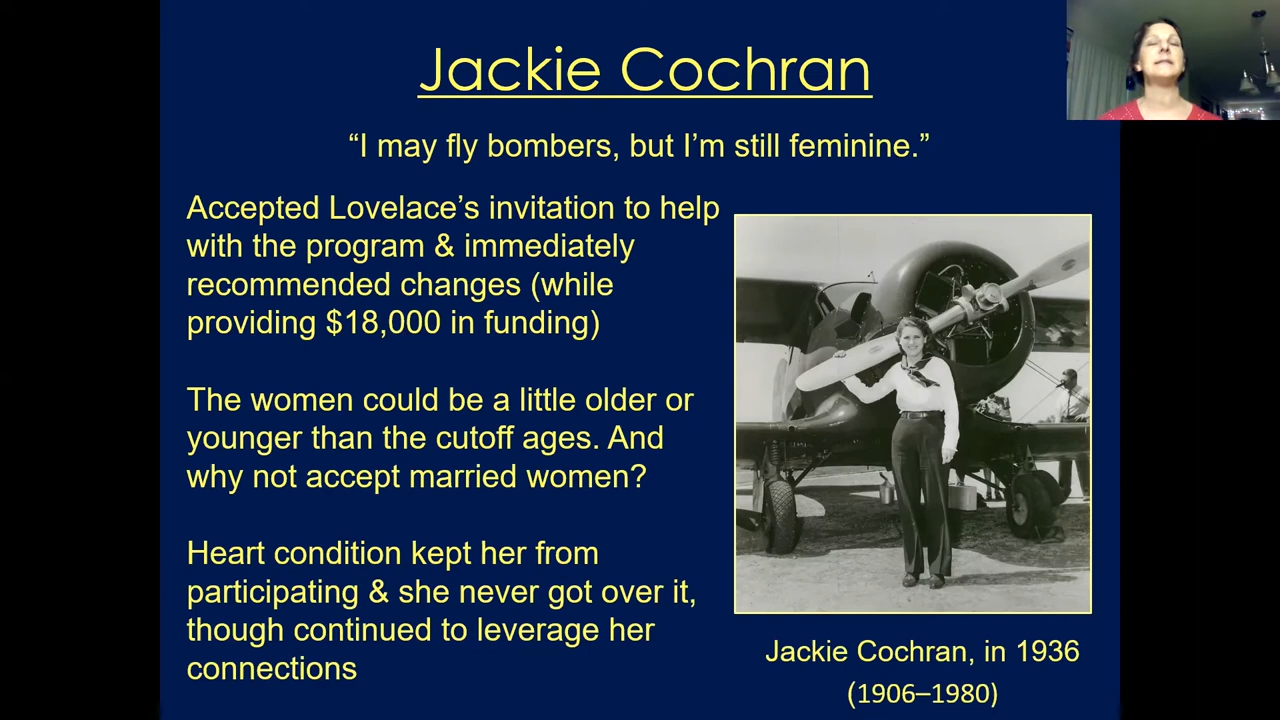 Jackie Cochran
“I may fly bombers, but I’m still feminine.”
Accepted Lovelace’s invitation to help
with the program & immediately
recommended changes (while
providing $18,000 in funding)
The women could be a little older or
younger than the cutoff ages. And
why not accept married women?
Heart condition kept her from
participating & she never got over it,
though continued to leverage her
connections
Jackie Cochran, in 1936
(1906–1980)